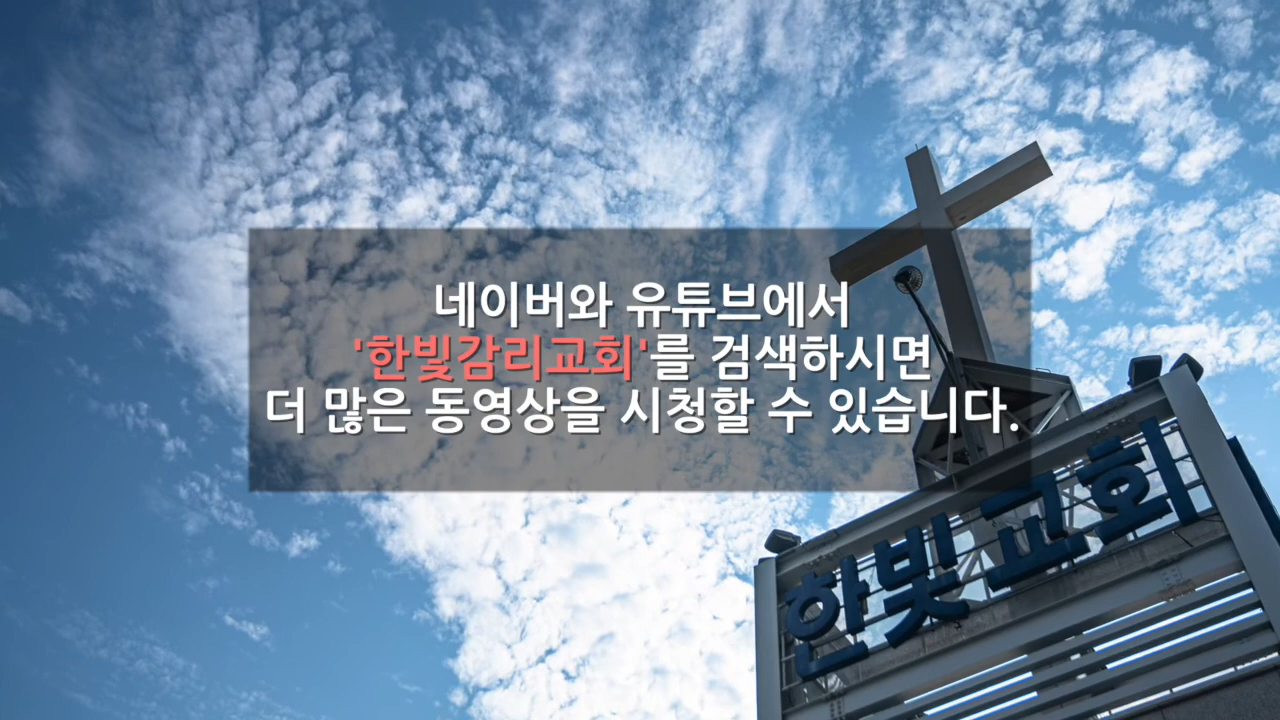 네이버와 유튜브에서
'한빛감리교회'를 검색하시면
더 많은 동영상을 시청할 수 있습니다.
한빛교회